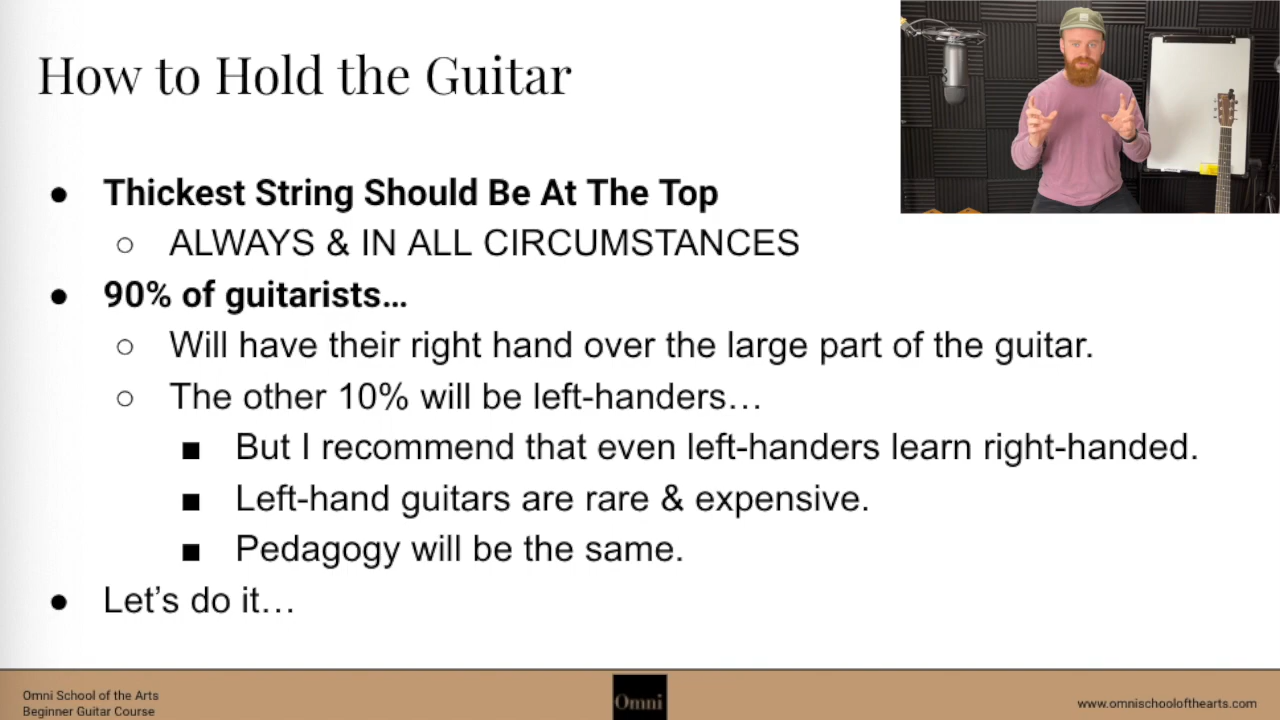 How to Hold the Guitar
● Thickest String Should Be At The Top
○ ALWAYS & IN ALL CIRCUMSTANCES
● 90% of guitarists…
○ Will have their right hand over the large part of the guitar.
○ The other 10% will be left-handers…
■ But I recommend that even left-handers learn right-handed.
■ Left-hand guitars are rare & expensive.
■ Pedagogy will be the same.
● Let’s do it…
Omni School of the Arts
Beginner Guitar Course
Omni
www.omnischoolofthearts.com